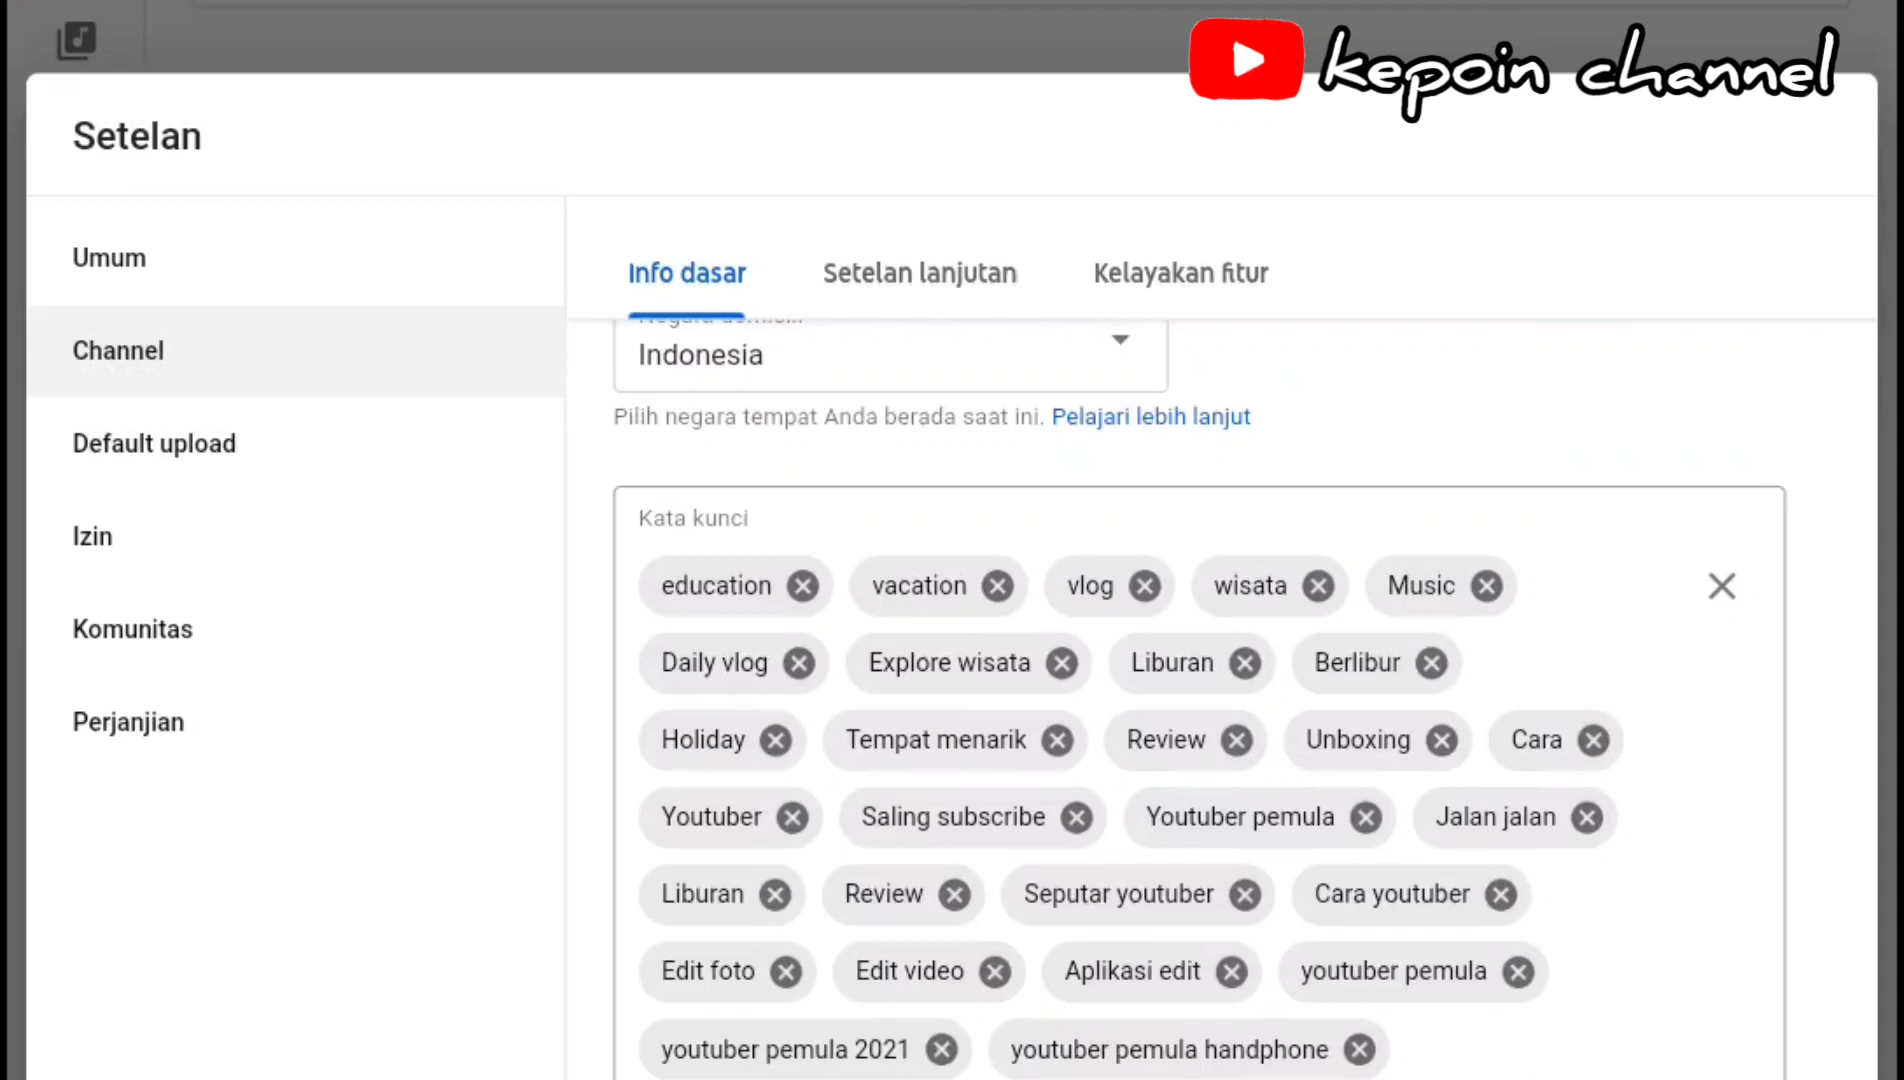 kepoin channel
Setelan
Umum
Channel
Default upload
Izin
Komunitas
Perjanjian
Info dasar Setelan lanjutan Kelayakan fitur
Indonesia
Pilih negara tempat Anda berada saat ini. Pelajari lebih lanjut
Kata kunci
education vacation vlog wisata Music
Daily vlog Explore wisata Liburan Berlibur
Holiday Tempat menarik Review Unboxing Cara
Youtuber Saling subscribe Youtuber pemula Jalan jalan
Liburan Review Seputar youtuber Cara youtuber
Edit foto Edit video Aplikasi edit youtuber pemula
youtuber pemula 2021 youtuber pemula handphone